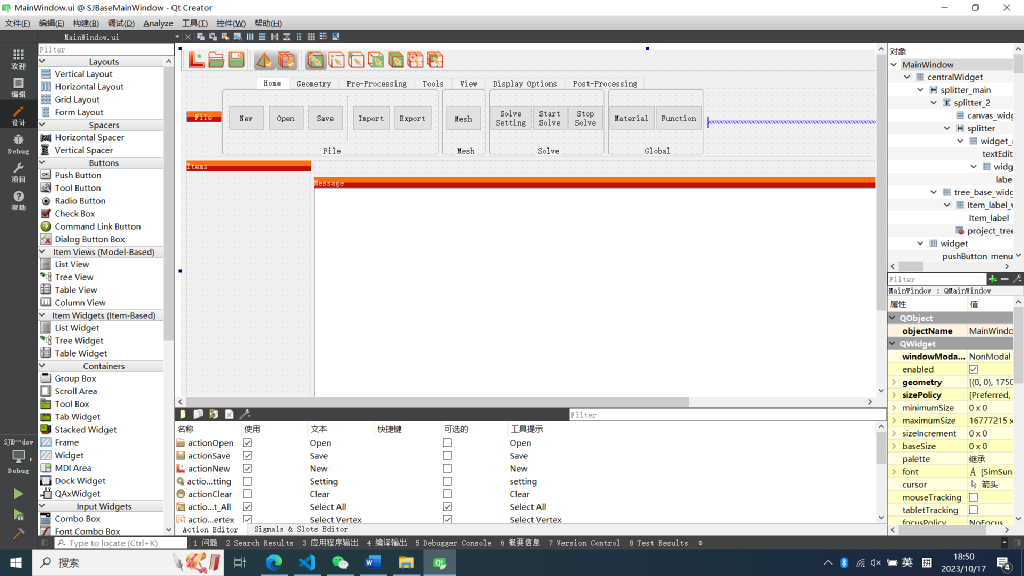 MainWindow.ui @ SJBaseMainWindow - Qt Creator
文件(F) 编辑(E) 构建(B) 调试(D) Analyze 工具(T) 控件(W) 帮助(H)
MainWindow.ui
Filter
Layouts
Vertical Layout
Horizontal Layout
Grid Layout
Form Layout
Spacers
Horizontal Spacer
Vertical Spacer
Buttons
Push Button
Tool Button
Radio Button
Check Box
Command Link Button
Dialog Button Box
Item Views (Model-Based)
List View
Tree View
Table View
Column View
Item Widgets (Item-Based)
List Widget
Tree Widget
Table Widget
Containers
Group Box
Scroll Area
Tool Box
Tab Widget
Stacked Widget
Frame
Widget
MDI Area
Dock Widget
QAxWidget
Input Widgets
Combo Box
Font Combo Box
欢迎
编辑
设计
Debug
项目
帮助
SJB···dow
Debug
Home Geometry Pre-Processing Tools View Display Options Post-Processing
File
New Open Save Import Export Mesh Solve Setting Start Solve Stop Solve Material Function
File Mesh Solve Global
Items
Message
Filter
名称 使用 文本 快捷键 可选的 工具提示
actionOpen Open Open
actionSave Save Save
actionNew New New
actio...tting Setting setting
actionClear Clear Clear
actio...t_All Select All Select All
actio...ertex Select Vertex Select Vertex
Action Editor Signals & Slots Editor
对象
MainWindow
centralWidget
splitter_main
splitter_2
canvas_widg
splitter
widget_
textEdit
widg
labe
tree_base_widg
Item_label_
Item_label
project_tree
widget
pushButton_menu
Filter
MainWindow : QMainWindow
属性 值
QObject
objectName MainWindo
QWidget
windowModa... NonModal
enabled
geometry [(0, 0), 1750
sizePolicy [Preferred,
minimumSize 0 x 0
maximumSize 16777215 x
sizeIncrement 0 x 0
baseSize 0 x 0
palette 继承
font A [SimSun
cursor 箭头
mouseTracking
tabletTracking
focusPolicy NoFocus
Type to locate (Ctrl+K) 1 问题 2 Search Results 3 应用程序输出 4 编译输出 5 Debugger Console 6 概要信息 7 Version Control 8 Test Results
搜索
英
18:50
2023/10/17
4